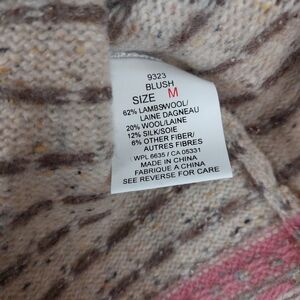 9323
BLUSH
SIZE M
62% LAMBSWOOL/
LAINE DAGNEAU
20% WOOL/LAINE
12% SILK/SOIE
6% OTHER FIBER/
AUTRES FIBRES
WPL 6635 / CA 05331
MADE IN CHINA
FABRIQUE A CHINA
SEE REVERSE FOR CARE